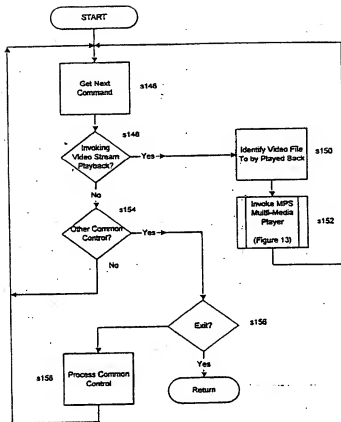 START
Get Next
Command
s146
s148
Invoking
Video Stream
Playback?
Yes
Identify Video File
To by Played Back
s150
No
s154
Invoke MPS
Multi-Media
Player
(Figure 13)
s152
Other Common
Control?
Yes
No
Exit?
s156
Yes
s158
Process Common
Control
Return